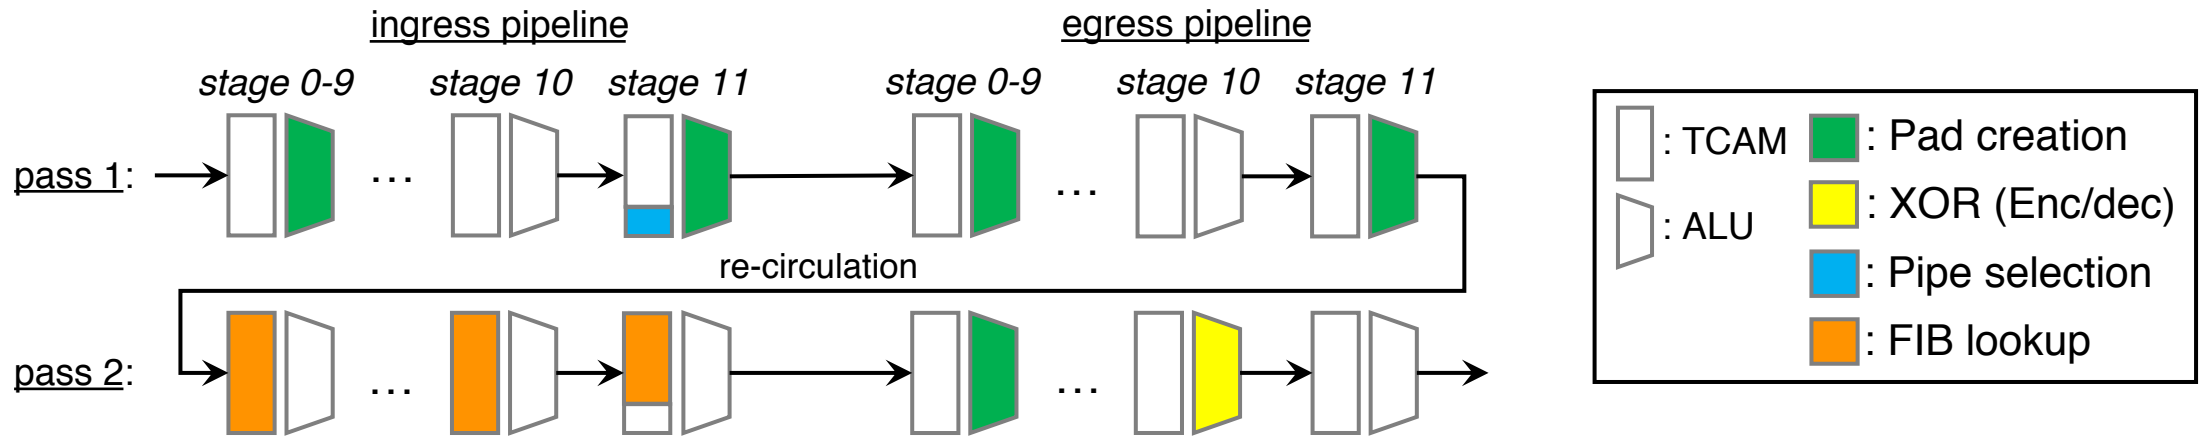 ingress pipeline egress pipeline
stage 0-9 stage 10 stage 11 stage 0-9 stage 10 stage 11
pass 1: ... ...
re-circulation
pass 2: ... ...
: TCAM
: ALU
: Pad creation
: XOR (Enc/dec)
: Pipe selection
: FIB lookup